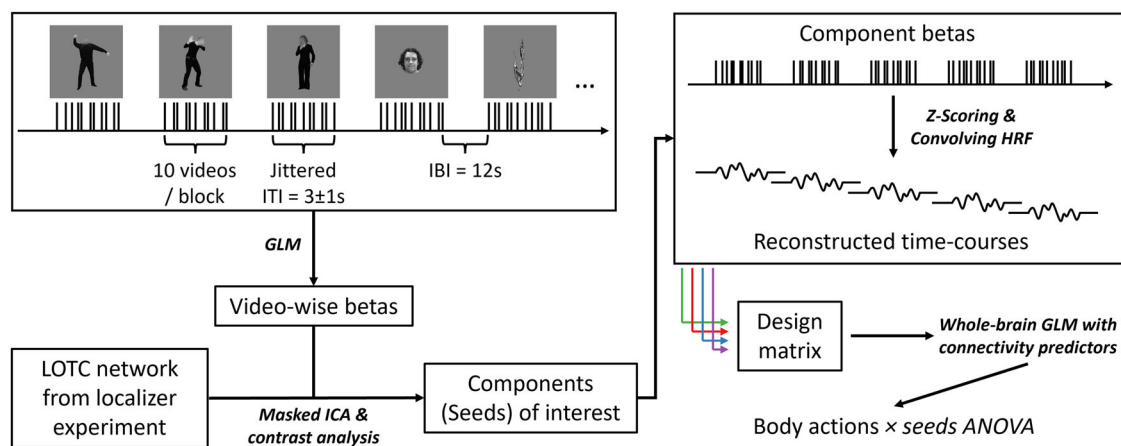 ...
10 videos
/ block
Jittered
ITI = 3±1s
IBI = 12s
GLM
Video-wise betas
LOTC network
from localizer
experiment
Masked ICA &
contrast analysis
Components
(Seeds) of interest
Component betas
Z-Scoring &
Convolving HRF
Reconstructed time-courses
Design
matrix
Whole-brain GLM with
connectivity predictors
Body actions × seeds ANOVA